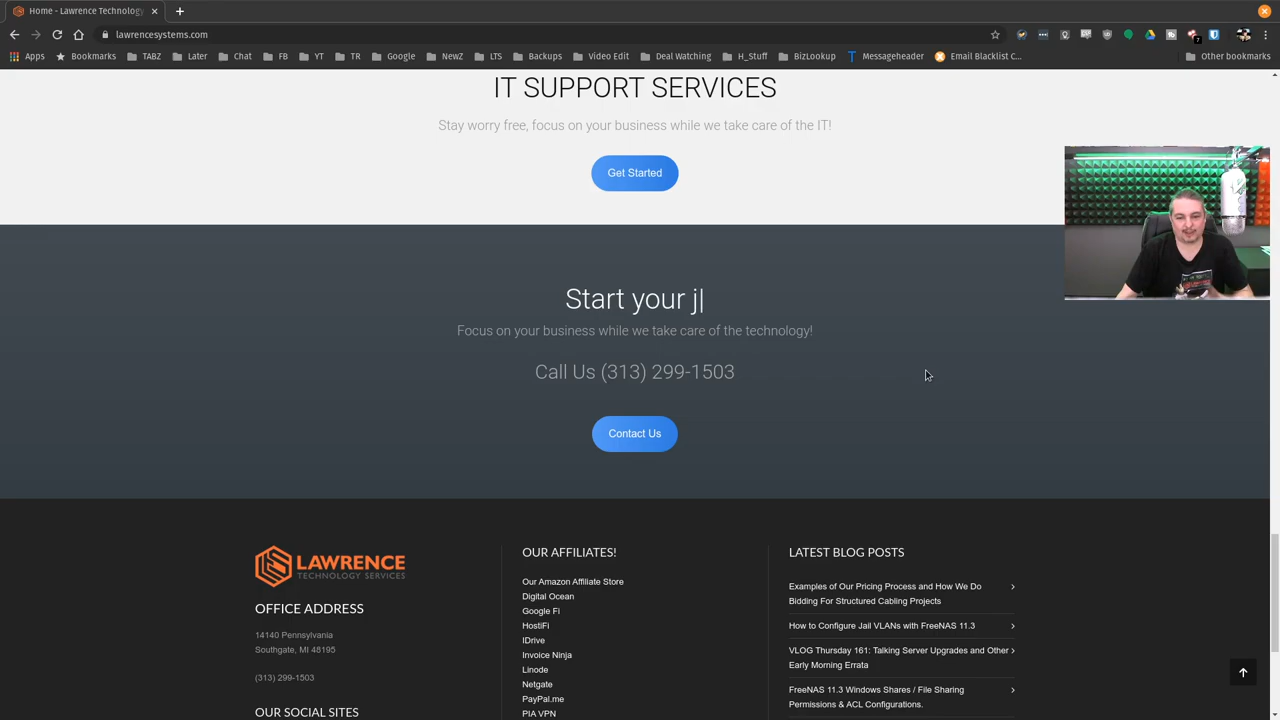 Home - Lawrence Technology
lawrencesystems.com
Apps
Bookmarks
TABZ
Later
Chat
FB
YT
TR
Google
NewZ
LTS
Backups
Video Edit
Deal Watching
H_Stuff
BizLookup
Messageheader
Email Blacklist C...
Other bookmarks
IT SUPPORT SERVICES
Stay worry free, focus on your business while we take care of the IT!
Get Started
Start your j|
Focus on your business while we take care of the technology!
Call Us (313) 299-1503
Contact Us
LAWRENCE
TECHNOLOGY SERVICES
OFFICE ADDRESS
14140 Pennsylvania
Southgate, MI 48195
(313) 299-1503
OUR SOCIAL SITES
OUR AFFILIATES!
Our Amazon Affiliate Store
Digital Ocean
Google Fi
HostiFi
IDrive
Invoice Ninja
Linode
Netgate
PayPal.me
PIA VPN
LATEST BLOG POSTS
Examples of Our Pricing Process and How We Do
Bidding For Structured Cabling Projects
How to Configure Jail VLANs with FreeNAS 11.3
VLOG Thursday 161: Talking Server Upgrades and Other
Early Morning Errata
FreeNAS 11.3 Windows Shares / File Sharing
Permissions & ACL Configurations.